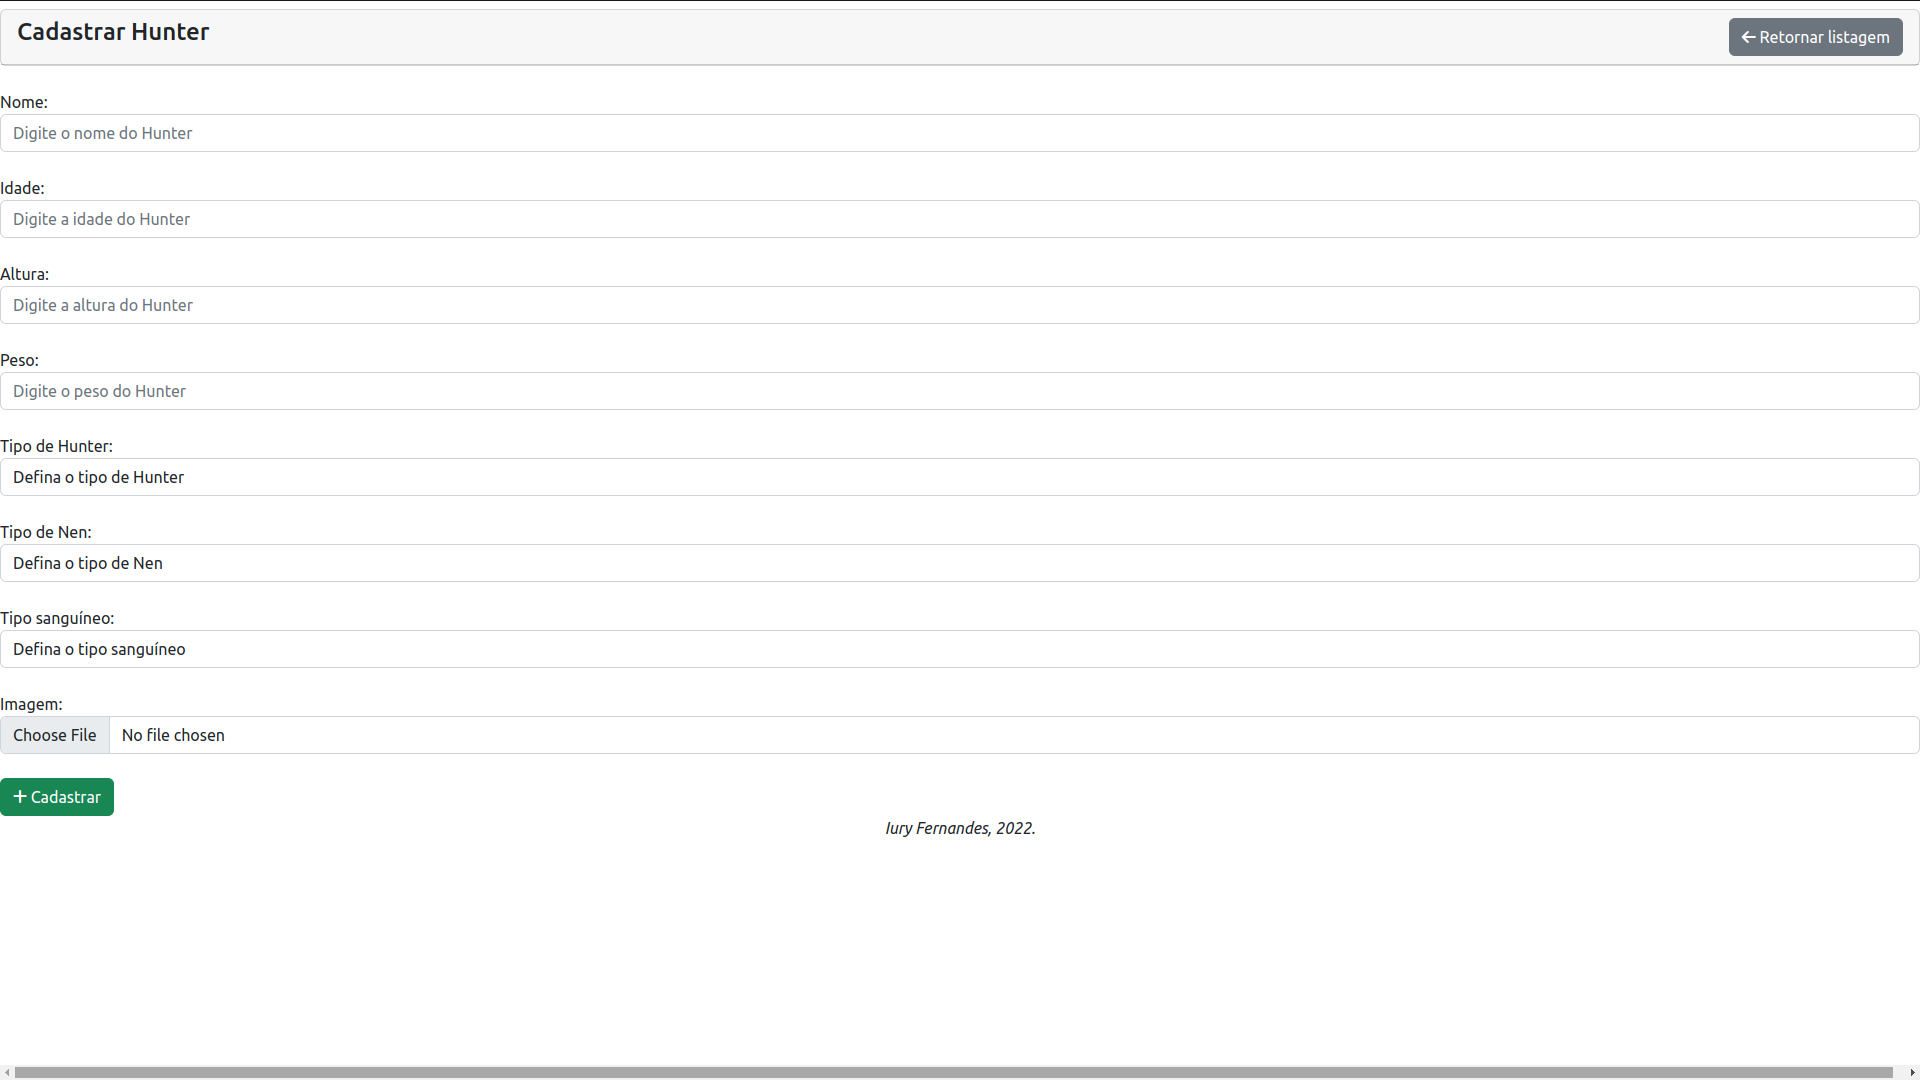 Cadastrar Hunter
Retornar listagem
Nome:
Digite o nome do Hunter
Idade:
Digite a idade do Hunter
Altura:
Digite a altura do Hunter
Peso:
Digite o peso do Hunter
Tipo de Hunter:
Defina o tipo de Hunter
Tipo de Nen:
Defina o tipo de Nen
Tipo sanguíneo:
Defina o tipo sanguíneo
Imagem:
Choose File No file chosen
Cadastrar
Iury Fernandes, 2022.